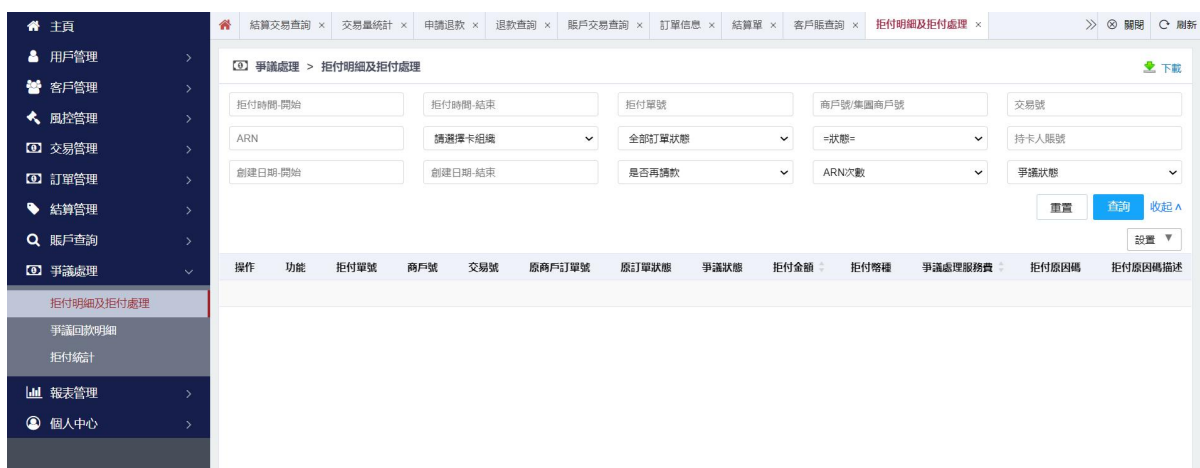 主頁
用戶管理
客戶管理
風控管理
交易管理
訂單管理
結算管理
賬戶查詢
爭議處理
拒付明細及拒付處理
爭議回款明細
拒付統計
報表管理
個人中心
結算交易查詢 × 交易量統計 × 申請退款 × 退款查詢 × 賬戶交易查詢 × 訂單信息 × 結算單 × 客戶賬查詢 × 拒付明細及拒付處理 × 關閉 刷新
爭議處理 > 拒付明細及拒付處理 下載
拒付時間-開始 拒付時間-結束 拒付單號 商戶號/集團商戶號 交易號
ARN 請選擇卡組織 全部訂單狀態 =狀態= 持卡人賬號
創建日期-開始 創建日期-結束 是否再請款 ARN次數 爭議狀態
重置 查詢 收起
設置
操作 功能 拒付單號 商戶號 交易號 原商戶訂單號 原訂單狀態 爭議狀態 拒付金額 拒付幣種 爭議處理服務費 拒付原因碼 拒付原因碼描述